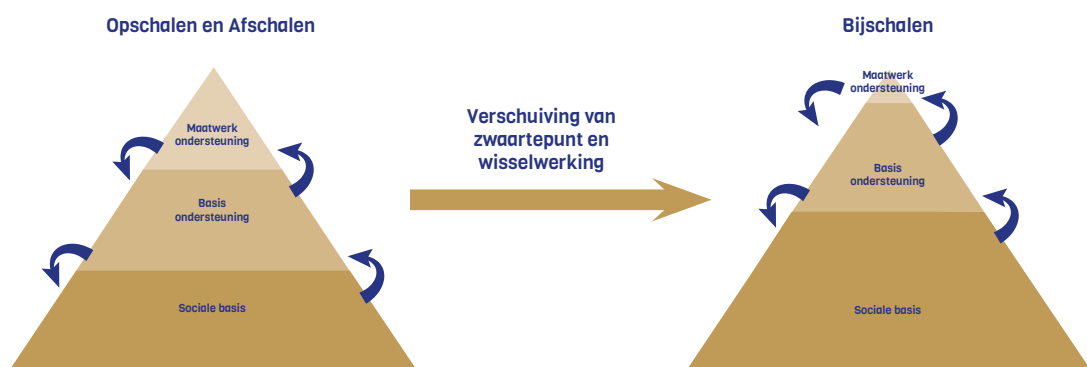 Opschalen en Afschalen
Maatwerk
ondersteuning
Basis
ondersteuning
Sociale basis
Verschuiving van
zwaartepunt en
wisselwerking
Bijschalen
Maatwerk
ondersteuning
Basis
ondersteuning
Sociale basis